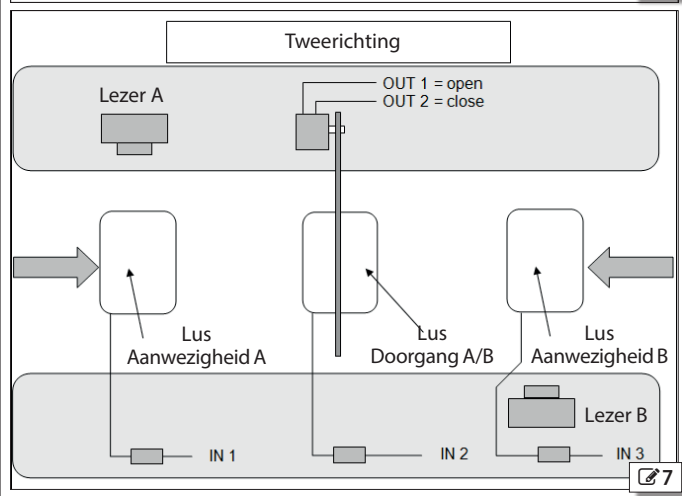 Tweerichting
OUT 1 = open
OUT 2 = close
Lezer A
Lus
Aanwezigheid A
Lus
Doorgang A/B
Lus
Aanwezigheid B
Lezer B
IN 1
IN 2
IN 3
7